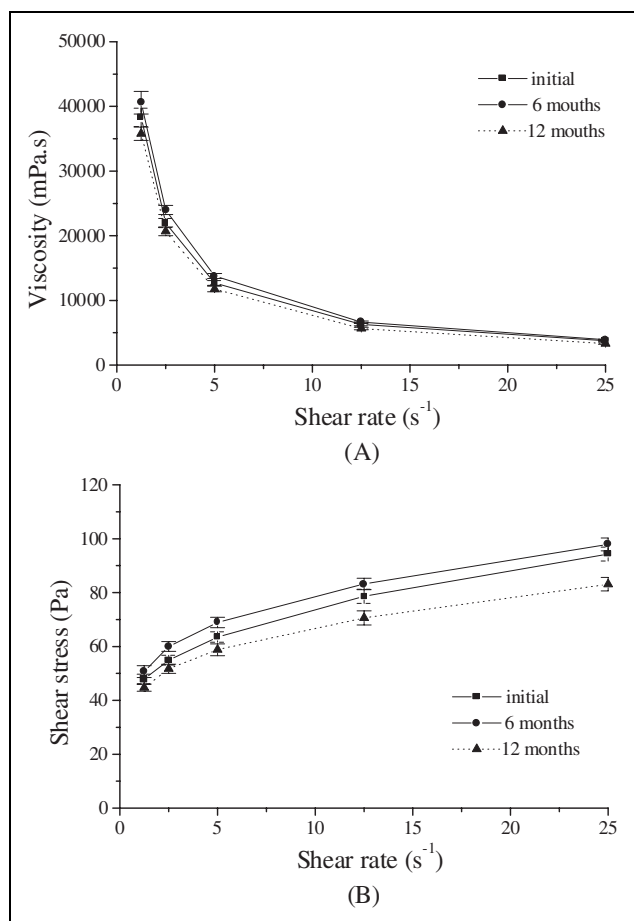 50000
40000
30000
20000
10000
0
Viscosity (mPa.s)
initial
6 mouths
12 mouths
0 5 10 15 20 25
Shear rate (s⁻¹)
(A)
120
100
80
60
40
20
0
Shear stress (Pa)
initial
6 months
12 months
0 5 10 15 20 25
Shear rate (s⁻¹)
(B)